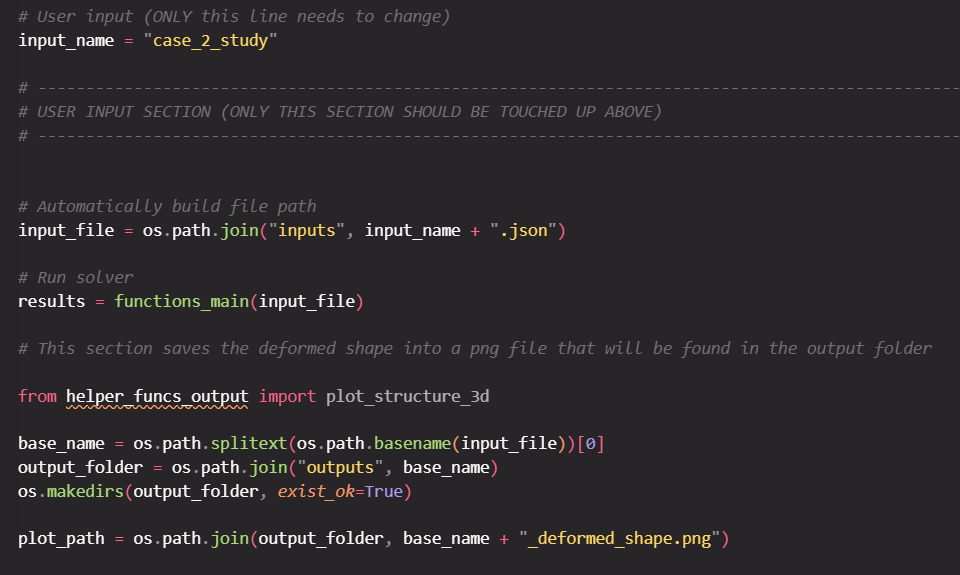 # User input (ONLY this line needs to change)
input_name = "case_2_study"
# -------------------------------------------------------------------------------------------------
# USER INPUT SECTION (ONLY THIS SECTION SHOULD BE TOUCHED UP ABOVE)
# -------------------------------------------------------------------------------------------------
# Automatically build file path
input_file = os.path.join("inputs", input_name + ".json")
# Run solver
results = functions_main(input_file)
# This section saves the deformed shape into a png file that will be found in the output folder
from helper_funcs_output import plot_structure_3d
base_name = os.path.splitext(os.path.basename(input_file))[0]
output_folder = os.path.join("outputs", base_name)
os.makedirs(output_folder, exist_ok=True)
plot_path = os.path.join(output_folder, base_name + "_deformed_shape.png")